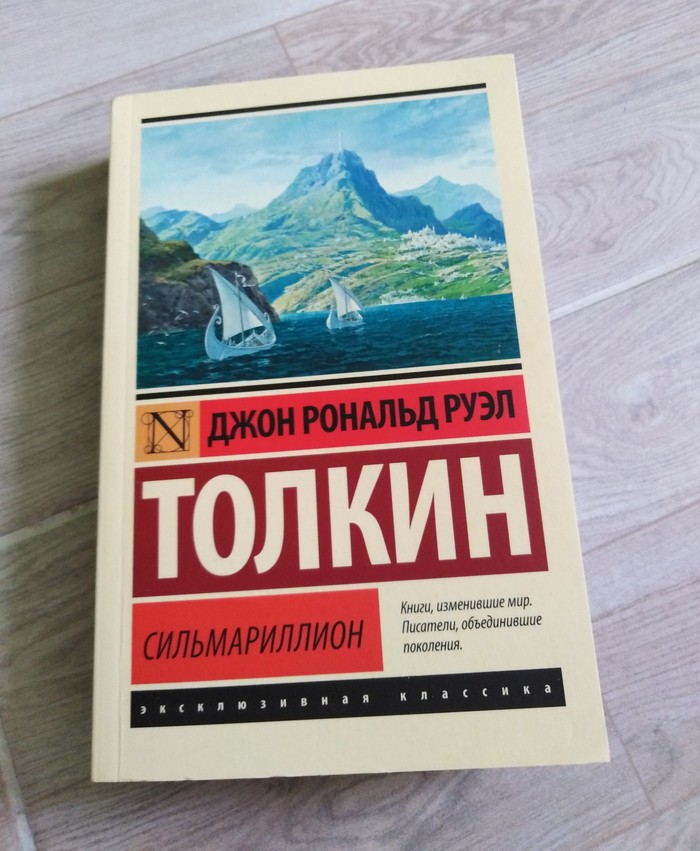 N
ДЖОН РОНАЛЬД РУЭЛ
ТОЛКИН
СИЛЬМАРИЛЛИОН
Книги, изменившие мир.
Писатели, объединившие
поколения.
эксклюзивная классика